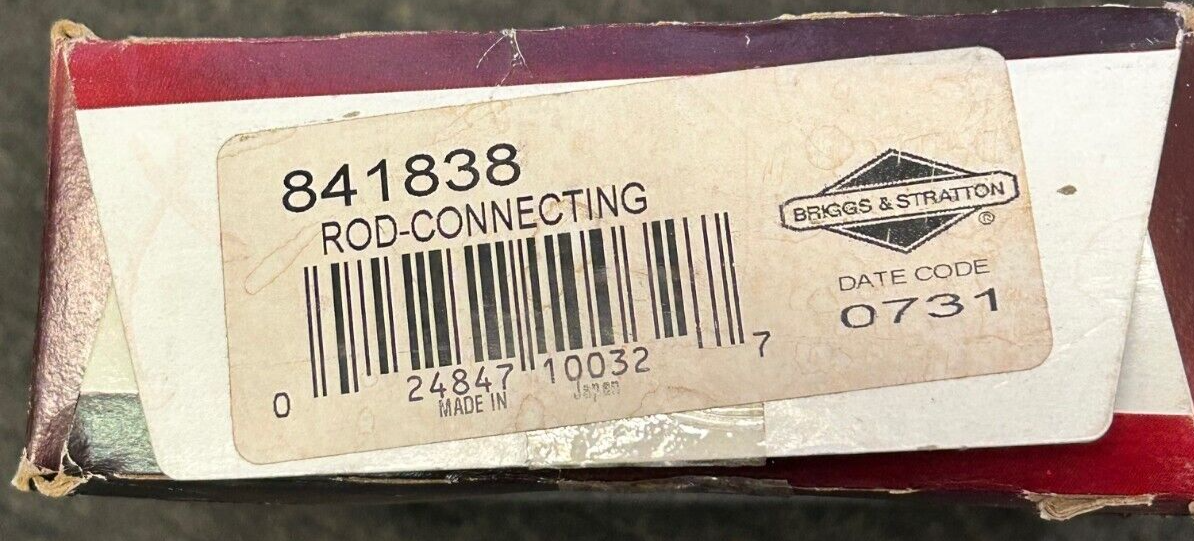 841838
ROD-CONNECTING
0 24847 10032 7
MADE IN Japan
BRIGGS & STRATTON ®
DATE CODE
0731